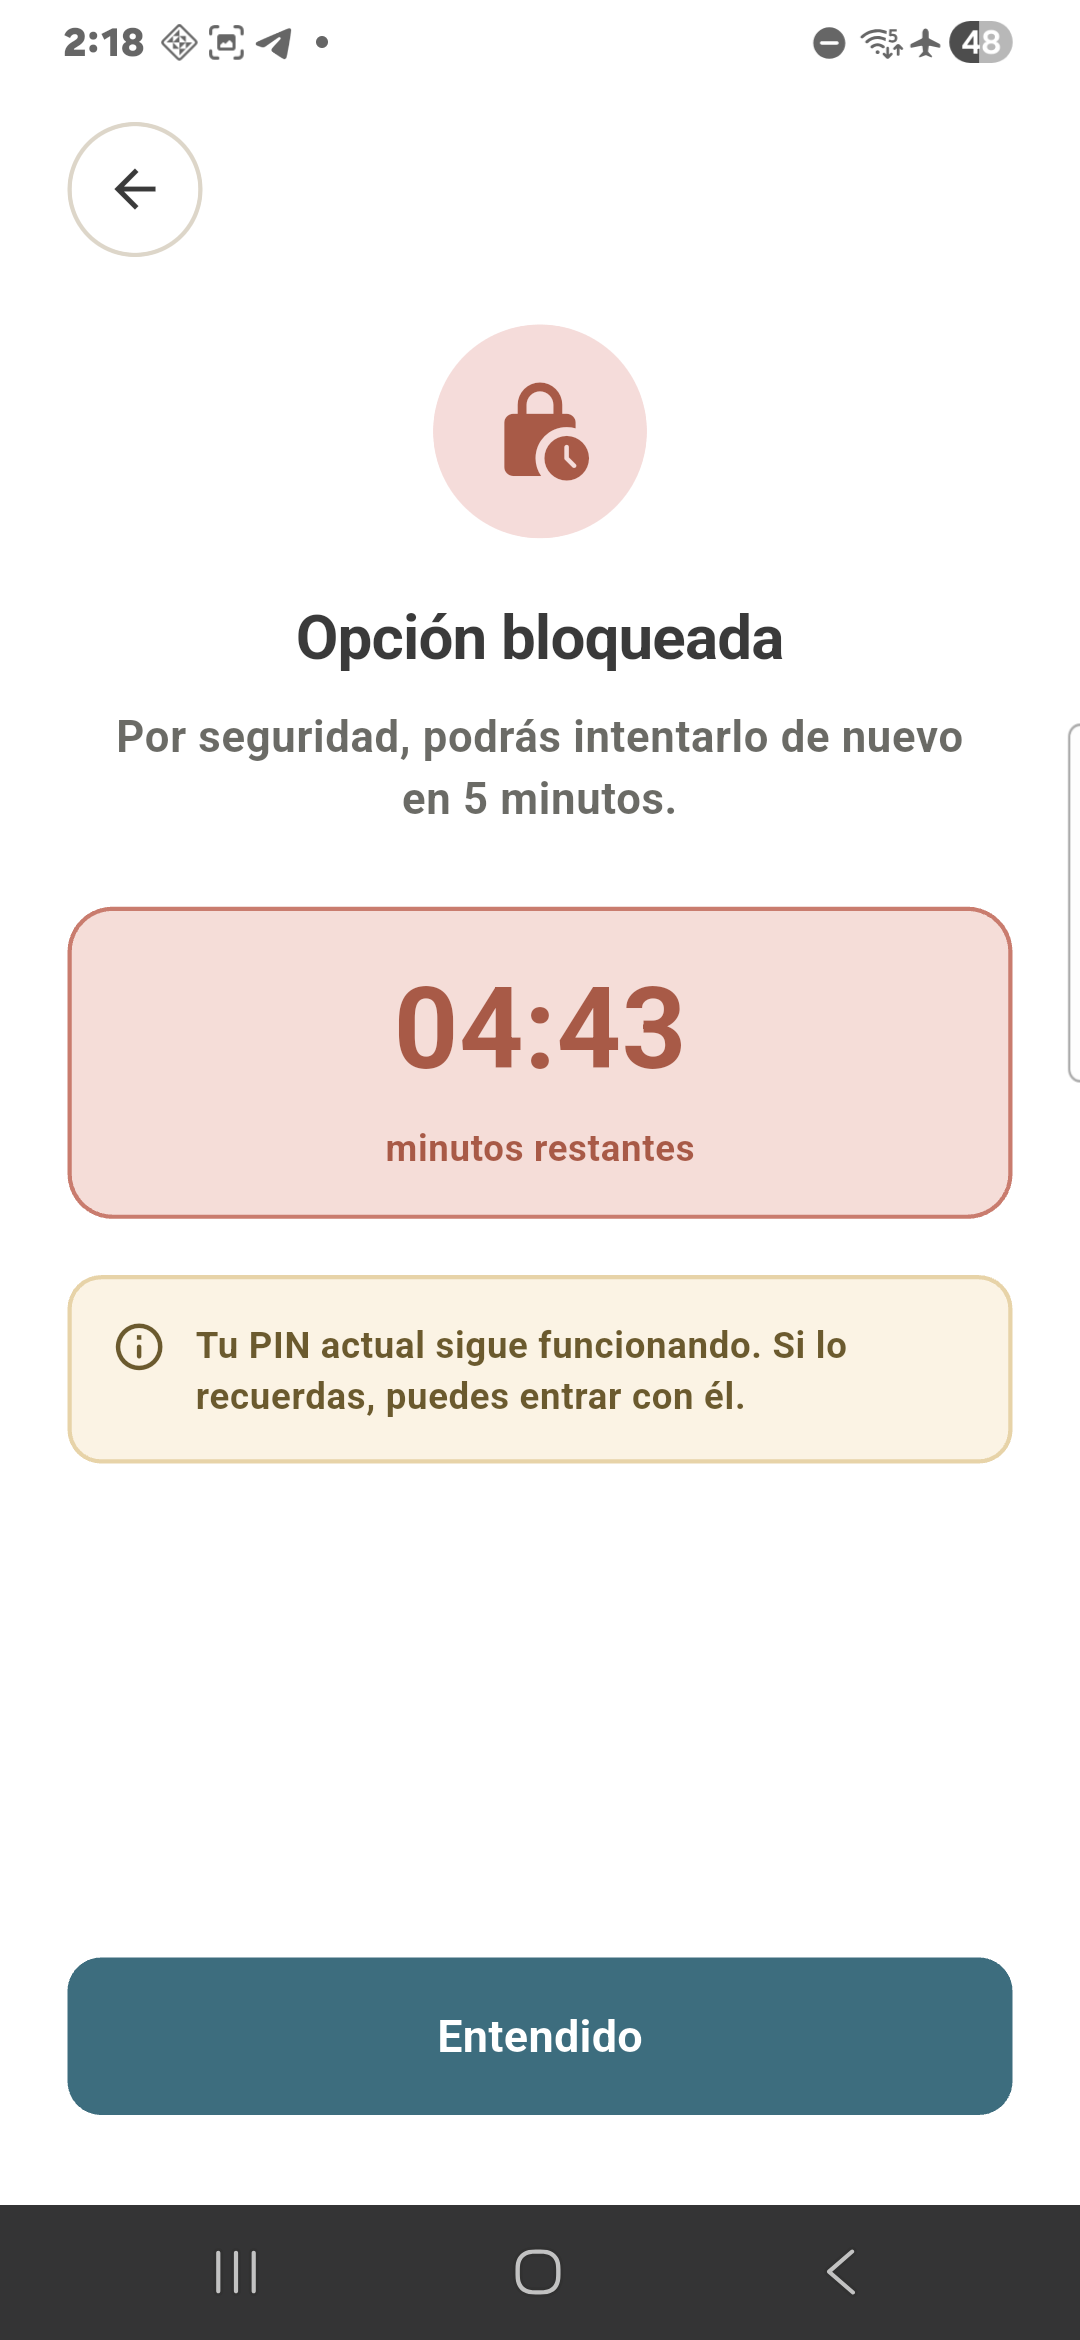 2:18
5
48
Opción bloqueada
Por seguridad, podrás intentarlo de nuevo
en 5 minutos.
04:43
minutos restantes
Tu PIN actual sigue funcionando. Si lo
recuerdas, puedes entrar con él.
Entendido